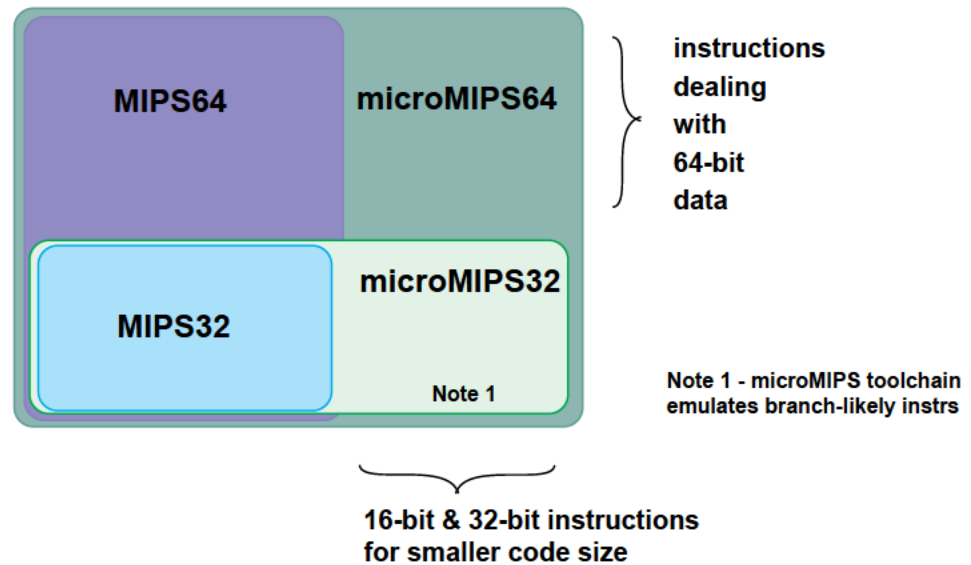 MIPS64
microMIPS64
instructions
dealing
with
64-bit
data
microMIPS32
MIPS32
Note 1
Note 1 - microMIPS toolchain
emulates branch-likely instrs
16-bit & 32-bit instructions
for smaller code size